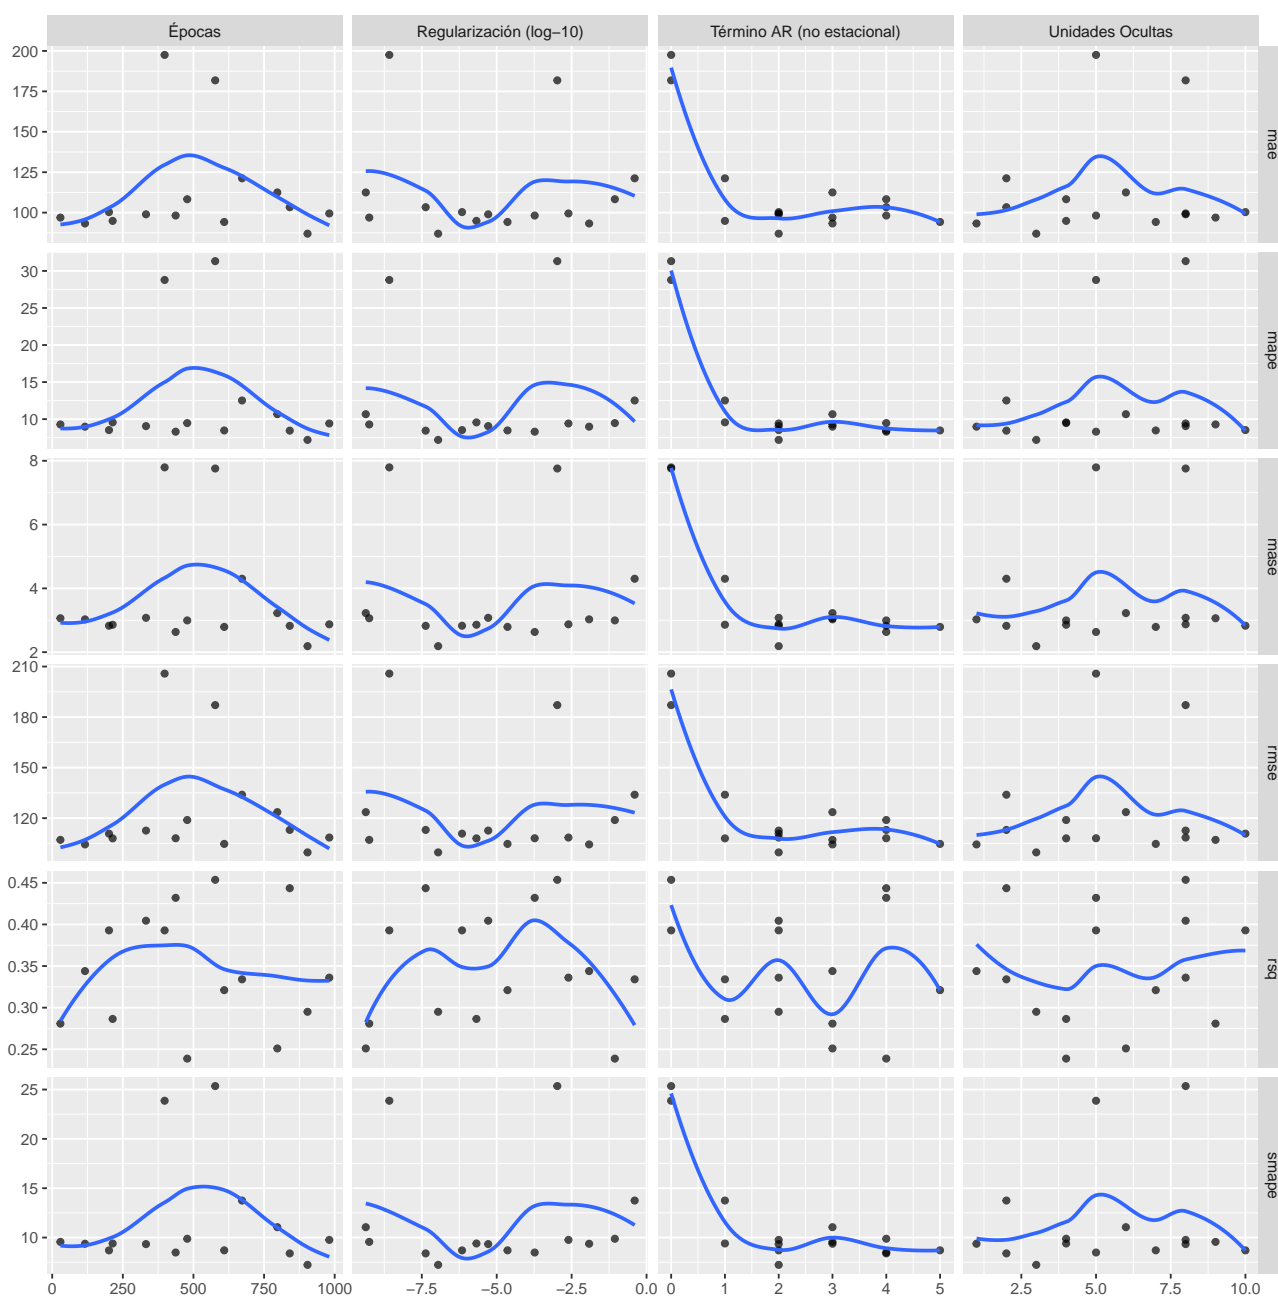 Épocas
Regularización (log−10)
Término AR (no estacional)
Unidades Ocultas
200
175
150
125
100
mae
30
25
20
15
10
mape
8
6
4
2
mase
210
180
150
120
rmse
0.45
0.40
0.35
0.30
0.25
rsq
25
20
15
10
smape
0 250 500 750 1000
−7.5 −5.0 −2.5 0.0
0 1 2 3 4 5
2.5 5.0 7.5 10.0